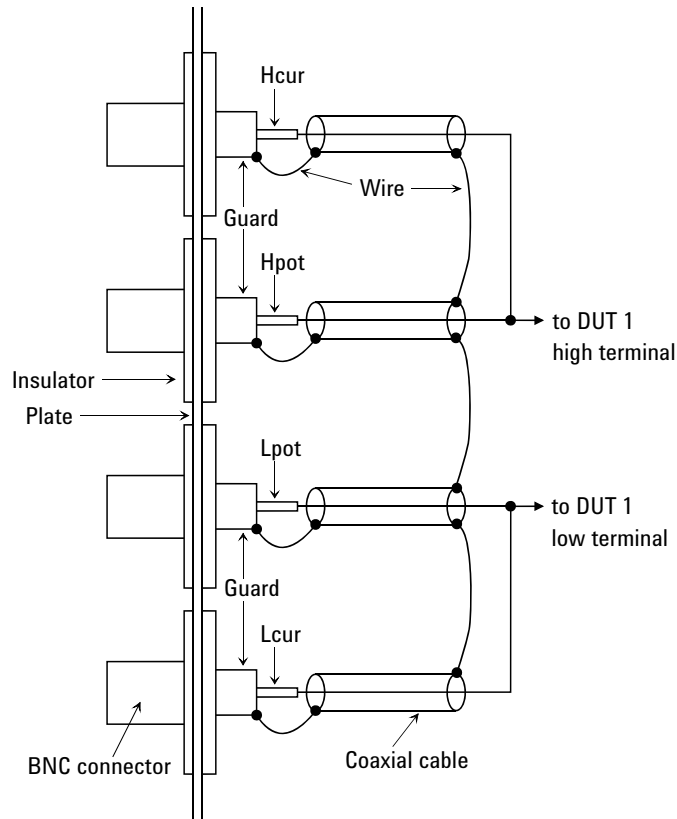 Hcur
Wire
Guard
Hpot
to DUT 1
high terminal
Insulator
Plate
Lpot
to DUT 1
low terminal
Guard
Lcur
BNC connector
Coaxial cable